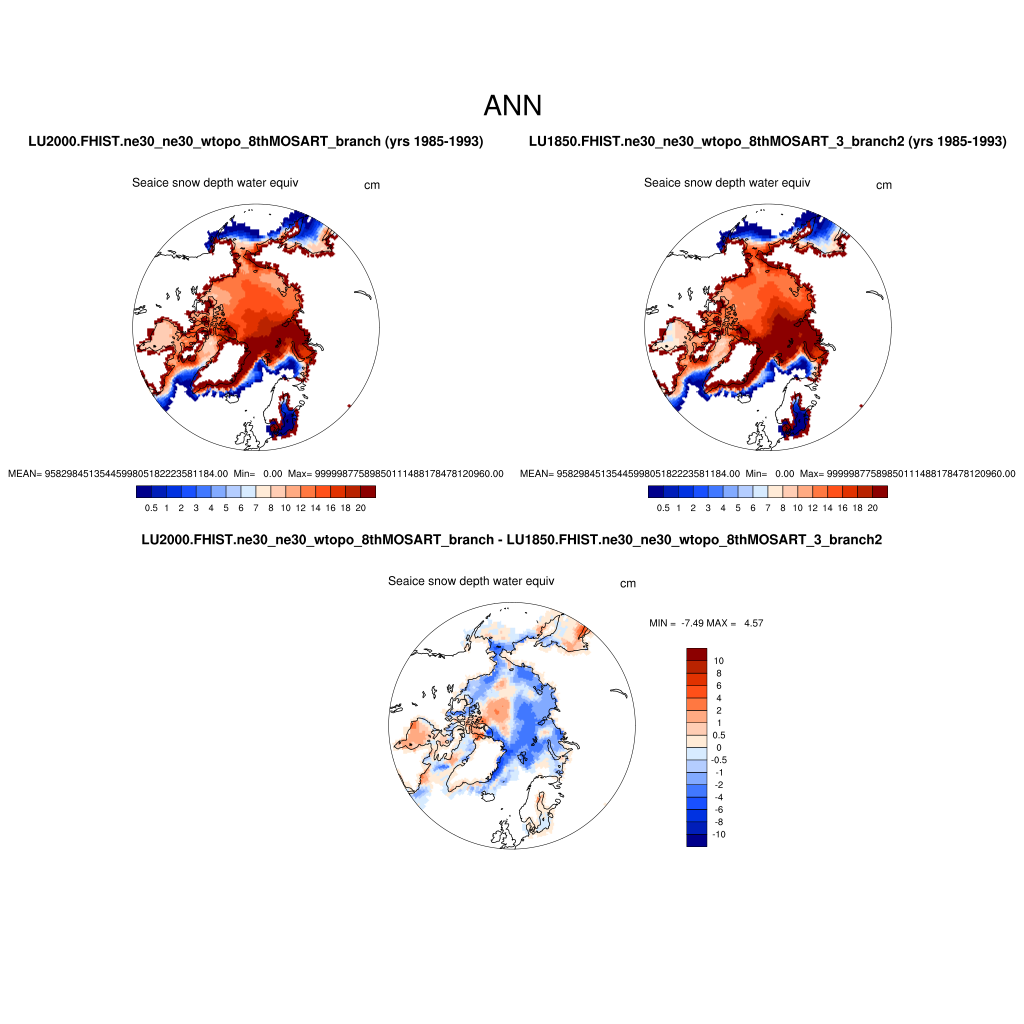 ANN
LU2000.FHIST.ne30_ne30_wtopo_8thMOSART_branch (yrs 1985-1993)
LU1850.FHIST.ne30_ne30_wtopo_8thMOSART_3_branch2 (yrs 1985-1993)
Seaice snow depth water equiv cm
Seaice snow depth water equiv cm
MEAN= 9582984513544599805182223581184.00 Min= 0.00 Max= 999998775898501114881784781 20960.00
MEAN= 9582984513544599805182223581184.00 Min= 0.00 Max= 99999877589850111488178478120960.00
0.5 1 2 3 4 5 6 7 8 10 12 14 16 18 20
0.5 1 2 3 4 5 6 7 8 10 12 14 16 18 20
LU2000.FHIST.ne30_ne30_wtopo_8thMOSART_branch - LU1850.FHIST.ne30_ne30_wtopo_8thMOSART_3_branch2
Seaice snow depth water equiv cm
MIN = -7.49 MAX = 4.57
10
8
6
4
2
1
0.5
0
-0.5
-1
-2
-4
-6
-8
-10